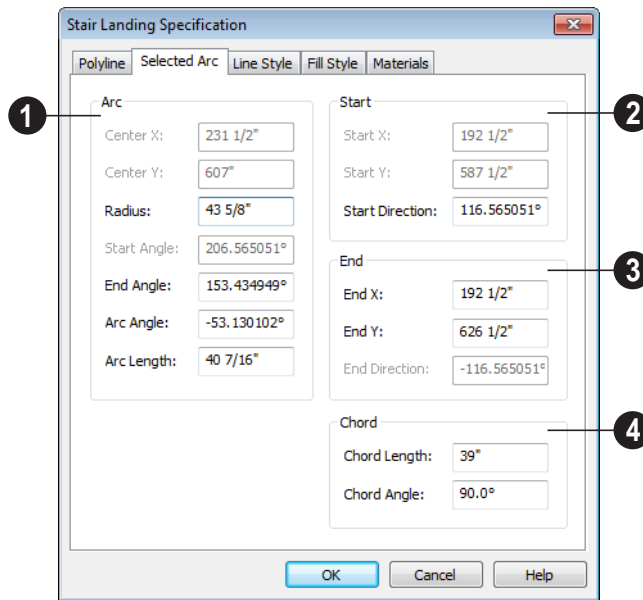 Stair Landing Specification
Polyline Selected Arc Line Style Fill Style Materials
1
Arc
Center X: 231 1/2"
Center Y: 607"
Radius: 43 5/8"
Start Angle: 206.565051°
End Angle: 153.434949°
Arc Angle: -53.130102°
Arc Length: 40 7/16"
2
Start
Start X: 192 1/2"
Start Y: 587 1/2"
Start Direction: 116.565051°
3
End
End X: 192 1/2"
End Y: 626 1/2"
End Direction: -116.565051°
4
Chord
Chord Length: 39"
Chord Angle: 90.0°
OK Cancel Help